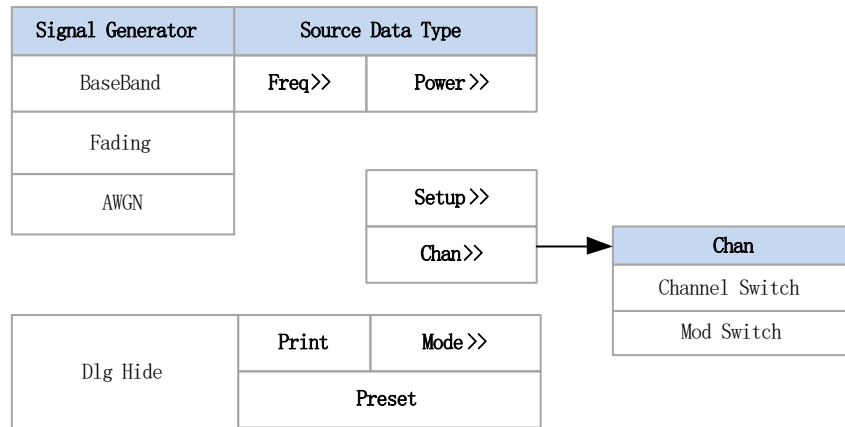 Signal Generator Source Data Type
BaseBand Freq>> Power>>
Fading
AWGN
Setup>>
Chan>>
Chan
Channel Switch
Mod Switch
Dlg Hide
Print Mode>>
Preset